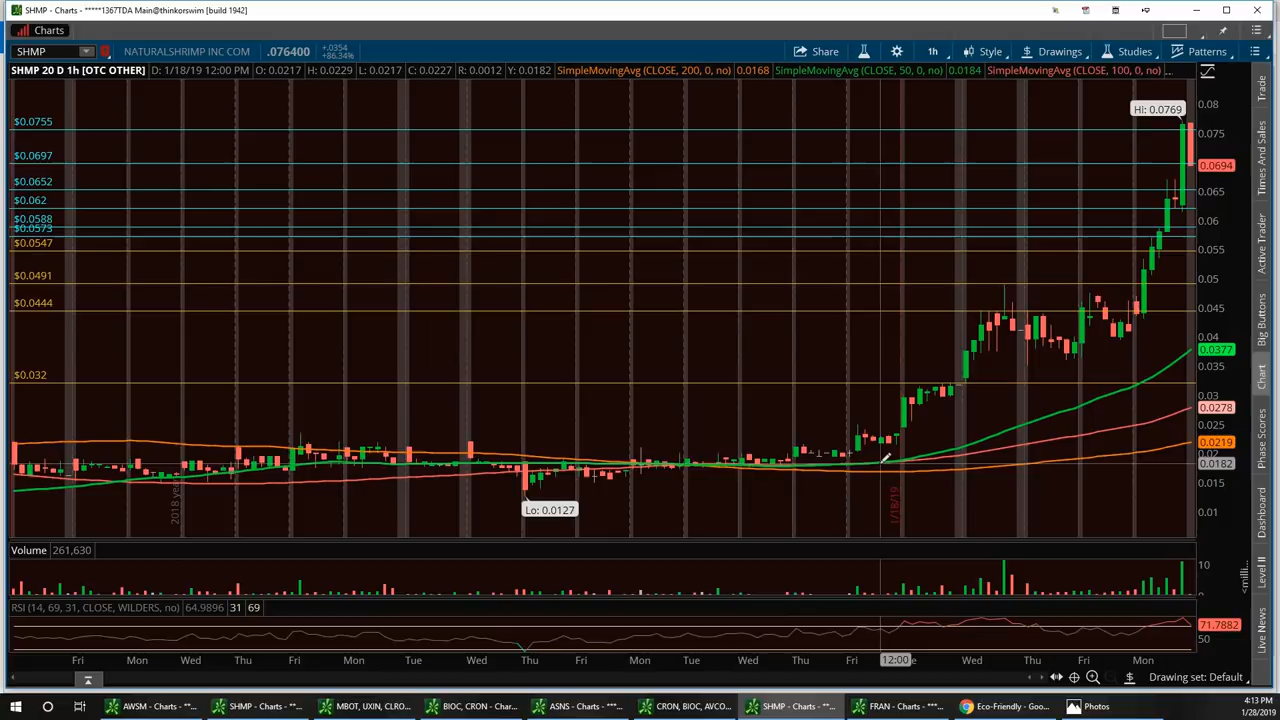 SHMP - Charts - *****1367TDA Main@thinkorswim [build 1942]
Charts
SHMP
NATURALSHRIMP INC COM
.076400
+.0354
+86.34%
Share
1h
Style
Drawings
Studies
Patterns
SHMP 20 D 1h [OTC OTHER]
D: 1/18/19 12:00 PM
O: 0.0217
H: 0.0229
L: 0.0217
C: 0.0227
R: 0.0012
Y: 0.0182
SimpleMovingAvg (CLOSE, 200, 0, no)
0.0168
SimpleMovingAvg (CLOSE, 50, 0, no)
0.0184
SimpleMovingAvg (CLOSE, 100, 0, no)
...
Hi: 0.0769
$0.0755
$0.0697
$0.0652
$0.062
$0.0588
$0.0573
$0.0547
$0.0491
$0.0444
$0.032
Lo: 0.0127
2018 year
1/18/19
0.08
0.075
0.0694
0.065
0.06
0.055
0.05
0.045
0.04
0.0377
0.035
0.03
0.0278
0.025
0.0219
0.02
0.0182
0.015
0.01
Volume
261,630
10
0
<milli...
RSI (14, 69, 31, CLOSE, WILDERS, no)
64.9896
31
69
71.7882
50
Fri
Mon
Wed
Thu
Fri
Mon
Tue
Wed
Thu
Fri
Mon
Tue
Thu
Fri
12:00
Wed
Thu
Fri
Mon
Drawing set: Default
Trade
Times And Sales
Active Trader
Big Buttons
Chart
Phase Scores
Dashboard
Level II
Live News
AWSM - Charts - **...
SHMP - Charts - ***...
MBOT, UXIN, CLRO...
BIOC, CRON - Char...
ASNS - Charts - ***...
CRON, BIOC, AVCO...
SHMP - Charts - **...
FRAN - Charts - ***...
Eco-Friendly - Goo...
Photos
4:13 PM
1/28/2019